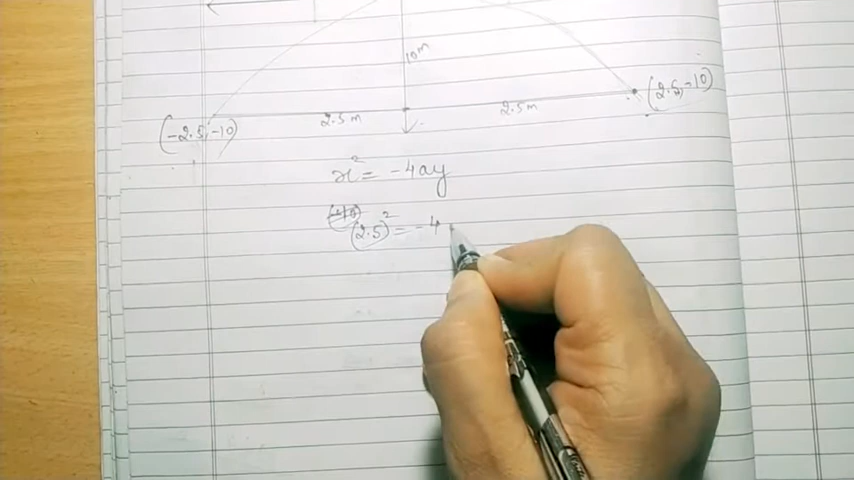 10m
(2.5, -10)
2.5m 2.5m
(-2.5, -10)
x² = -4ay
(2.5)² = -4